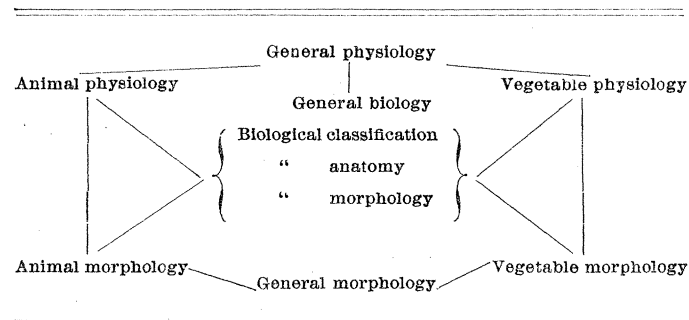 General physiology
Animal physiology
Vegetable physiology
General biology
Biological classification
“ anatomy
“ morphology
Animal morphology
Vegetable morphology
General morphology